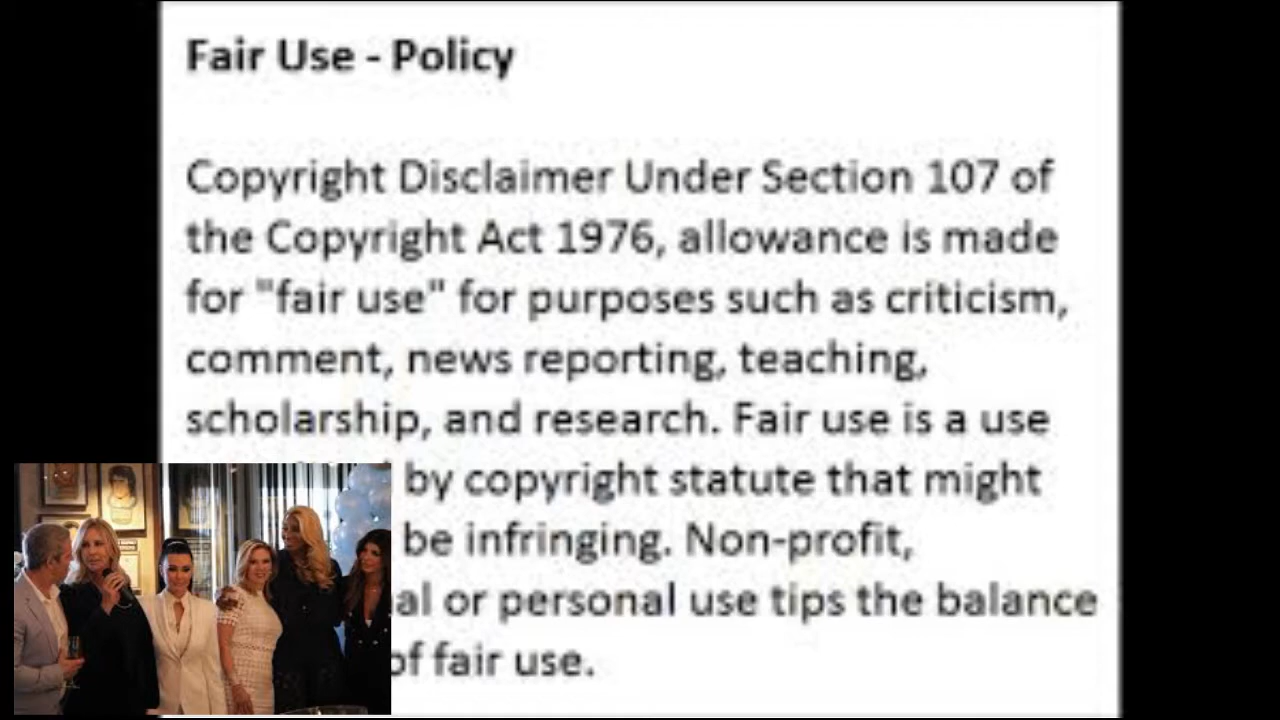 Fair Use - Policy
Copyright Disclaimer Under Section 107 of
the Copyright Act 1976, allowance is made
for "fair use" for purposes such as criticism,
comment, news reporting, teaching,
scholarship, and research. Fair use is a use
by copyright statute that might
be infringing. Non-profit,
or personal use tips the balance
of fair use.